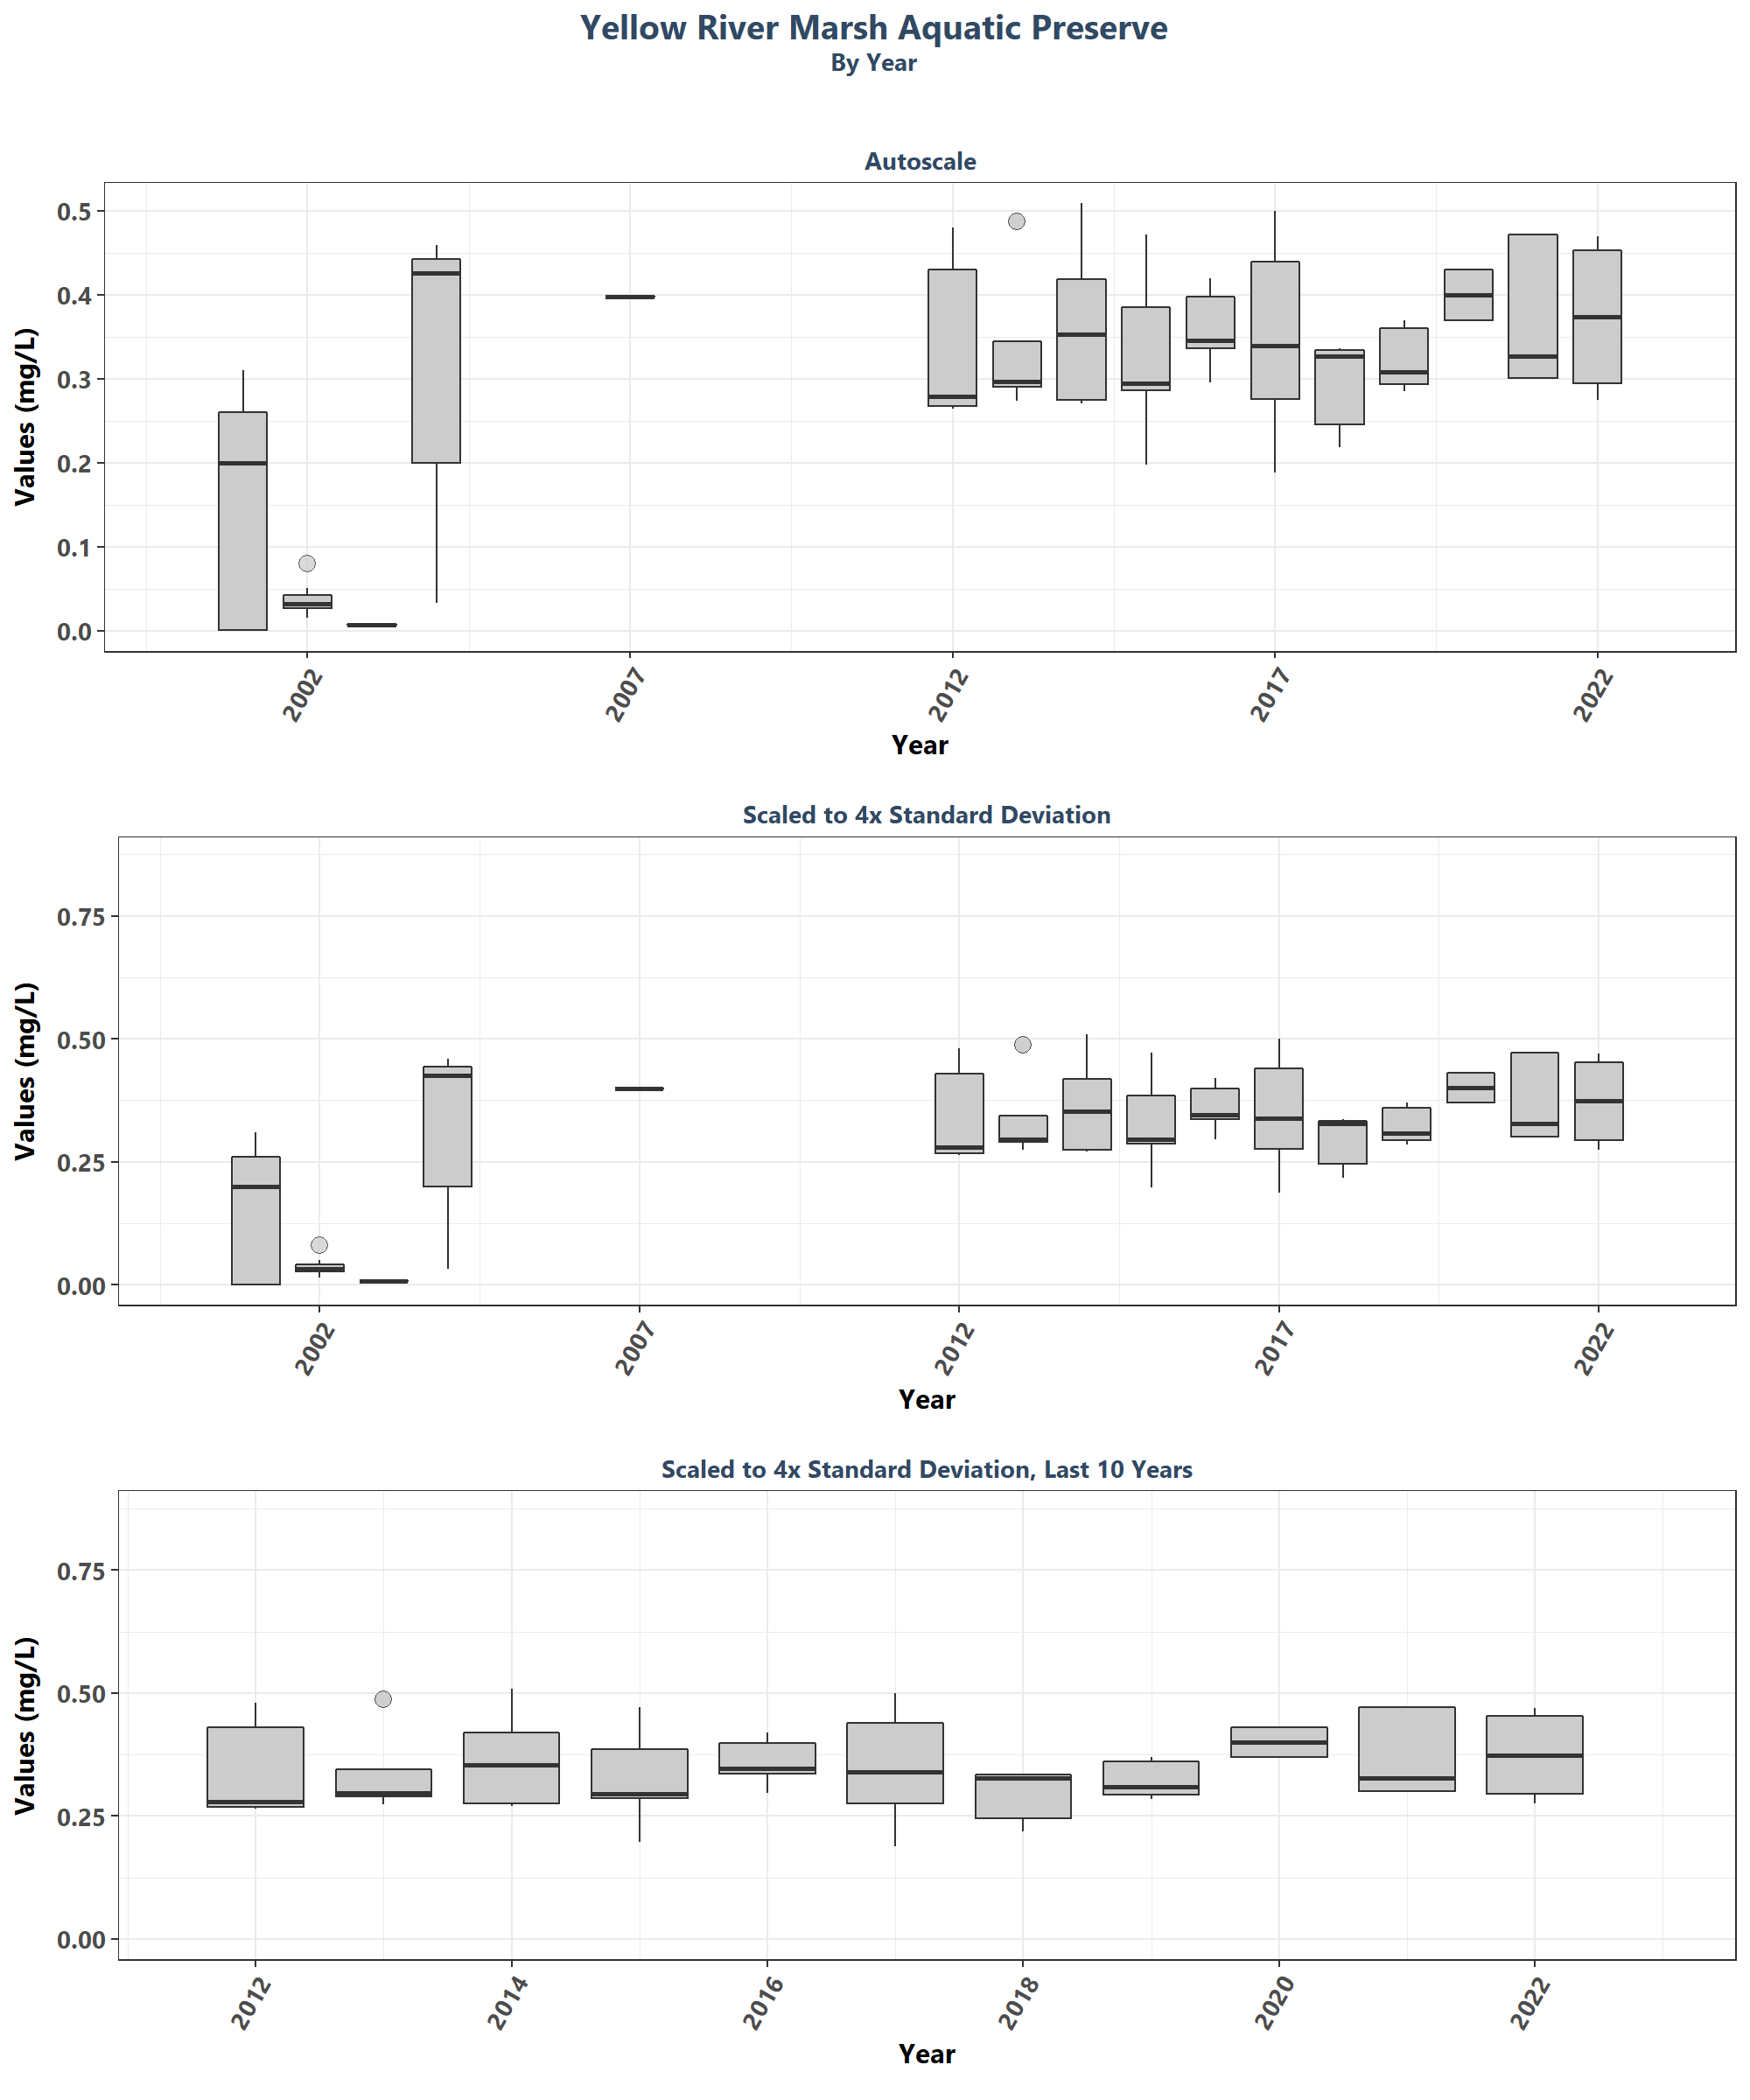 Yellow River Marsh Aquatic Preserve
By Year
Autoscale
Values (mg/L)
0.5
0.4
0.3
0.2
0.1
0.0
2002 2007 2012 2017 2022
Year
Scaled to 4x Standard Deviation
Values (mg/L)
0.75
0.50
0.25
0.00
2002 2007 2012 2017 2022
Year
Scaled to 4x Standard Deviation, Last 10 Years
Values (mg/L)
0.75
0.50
0.25
0.00
2012 2014 2016 2018 2020 2022
Year